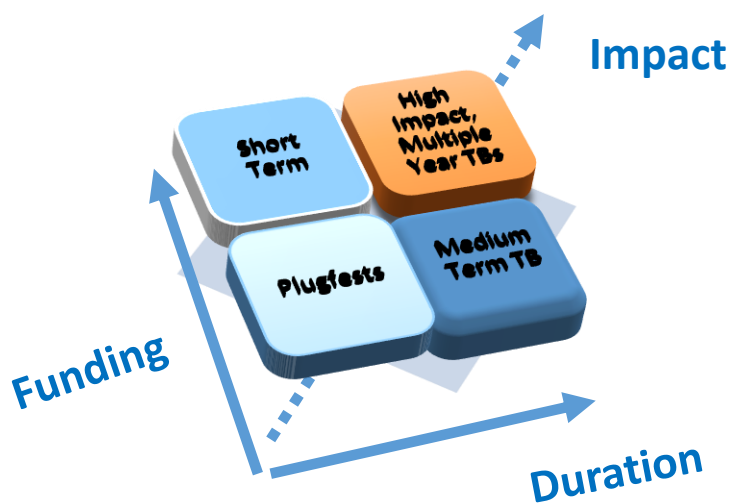 Impact
High
Impact,
Multiple
Year TBs
Short
Term
Medium
Term TB
Plugfests
Funding
Duration